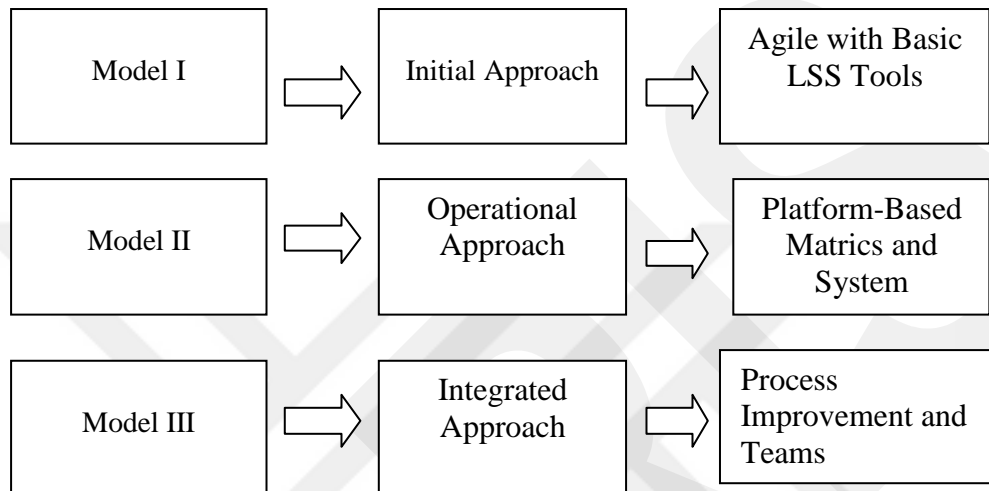 Model I
Initial Approach
Agile with Basic
LSS Tools
Model II
Operational
Approach
Platform-Based
Matrics and
System
Model III
Integrated
Approach
Process
Improvement and
Teams